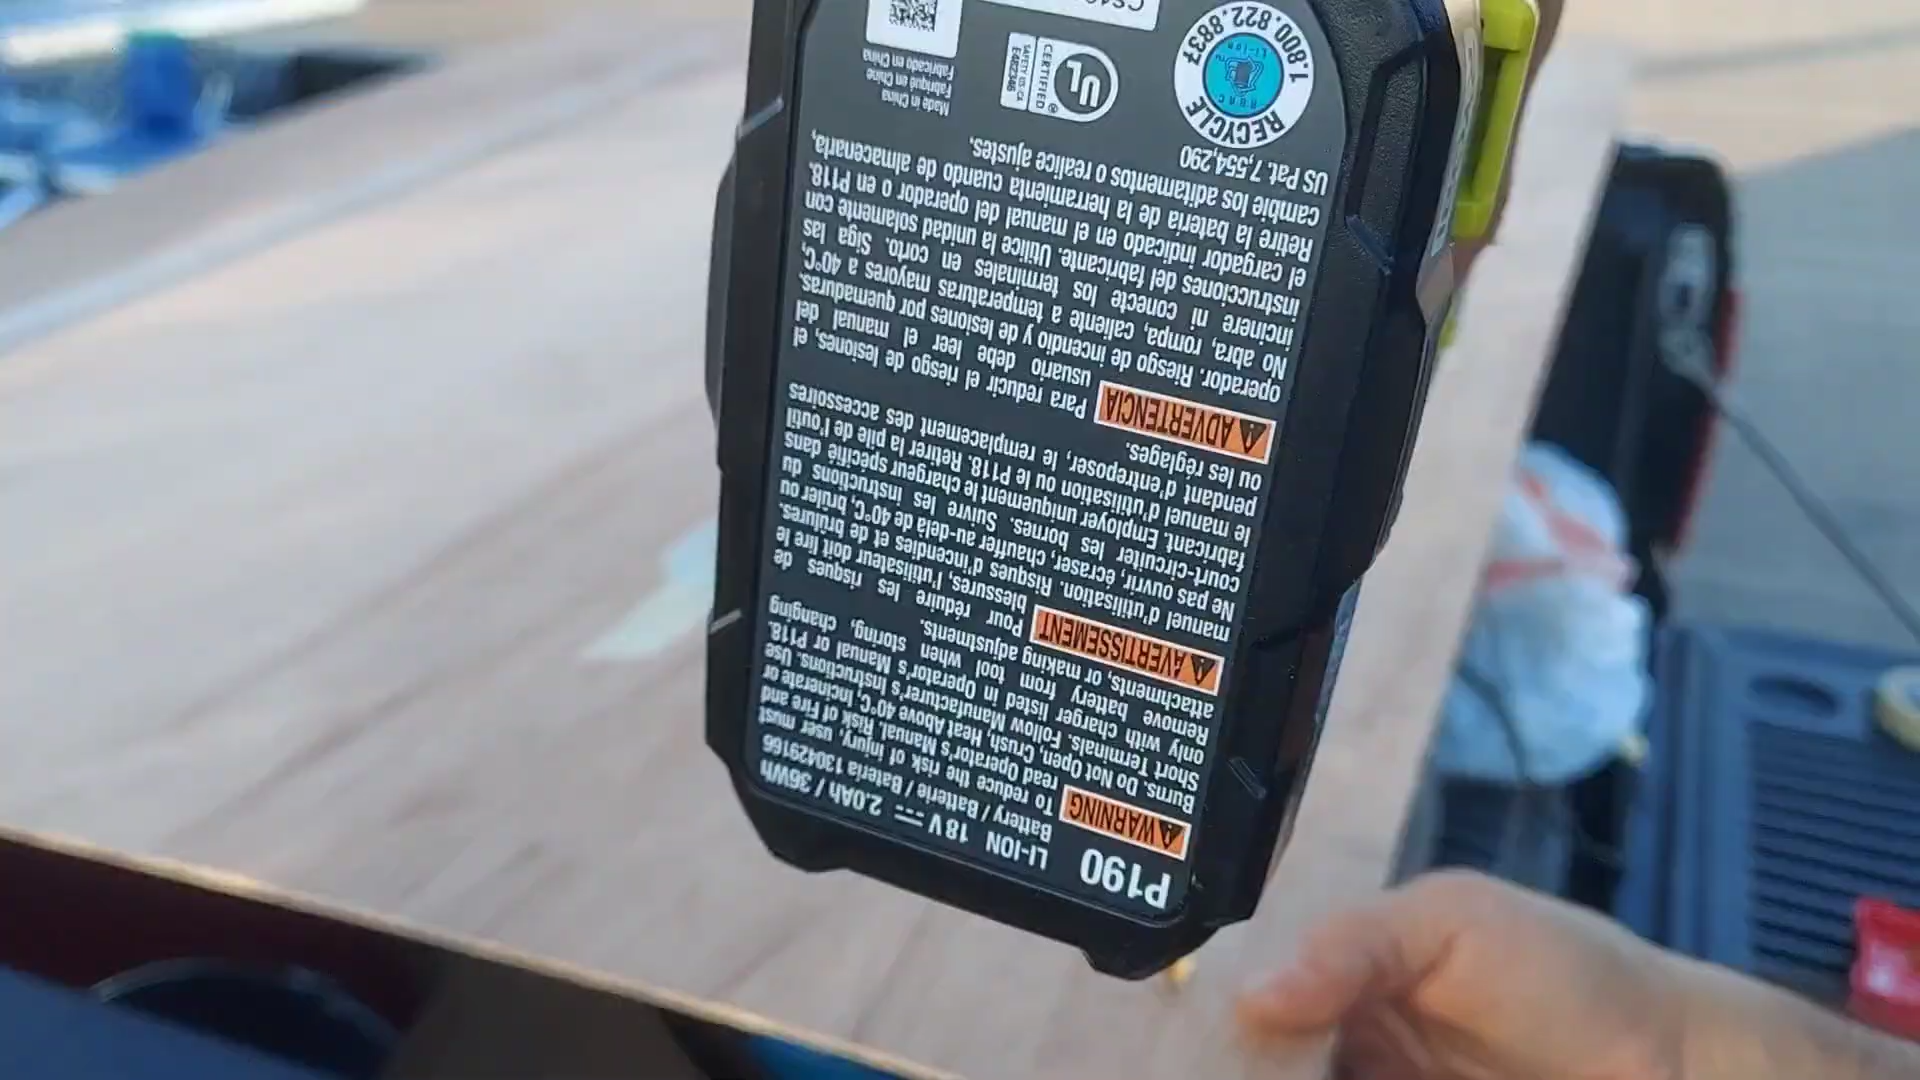 P190
LI-ION 18V 2.0Ah / 36Wh
Battery / Batterie / Batería 130429166
WARNING To reduce the risk of injury, user must
read Operator's Manual. Risk of Fire and
Burns. Do Not Open, Crush, Heat Above 40°C, or Incinerate or
Short Terminals. Follow Manufacturer's Instructions. Use
only with charger listed in Operator's Manual or P118.
Remove battery from tool when storing, changing
attachments, or making adjustments.
AVERTISSEMENT Pour réduire les risques de
blessures, l'utilisateur doit lire le
manuel d'utilisation. Risques d'incendies et de brûlures.
Ne pas ouvrir, écraser, chauffer au-delà de 40°C, brûler ou
court-circuiter les bornes. Suivre les instructions du
fabricant. Employer uniquement le chargeur spécifié dans
le manuel d'utilisation ou le P118. Retirer la pile de l'outil
pendant d'entreposer, le remplacement des accessoires
ou les réglages.
ADVERTENCIA Para reducir el riesgo de lesiones, el
usuario debe leer el manual del
operador. Riesgo de incendio y de lesiones por quemaduras.
No abra, rompa, caliente a temperaturas mayores a 40°C,
incinere ni conecte los terminales en corto. Siga las
instrucciones del fabricante. Utilice la unidad solamente con
el cargador indicado en el manual del operador o en P118.
Retire la batería de la herramienta cuando de almacenarla,
cambie los aditamentos o realice ajustes.
US Pat. 7,554,290
RECYCLE
1.800.822.8837
RBRC
Li-Ion
UL
CERTIFIED
Made in China
Fabriqué en Chine
Fabricado en China